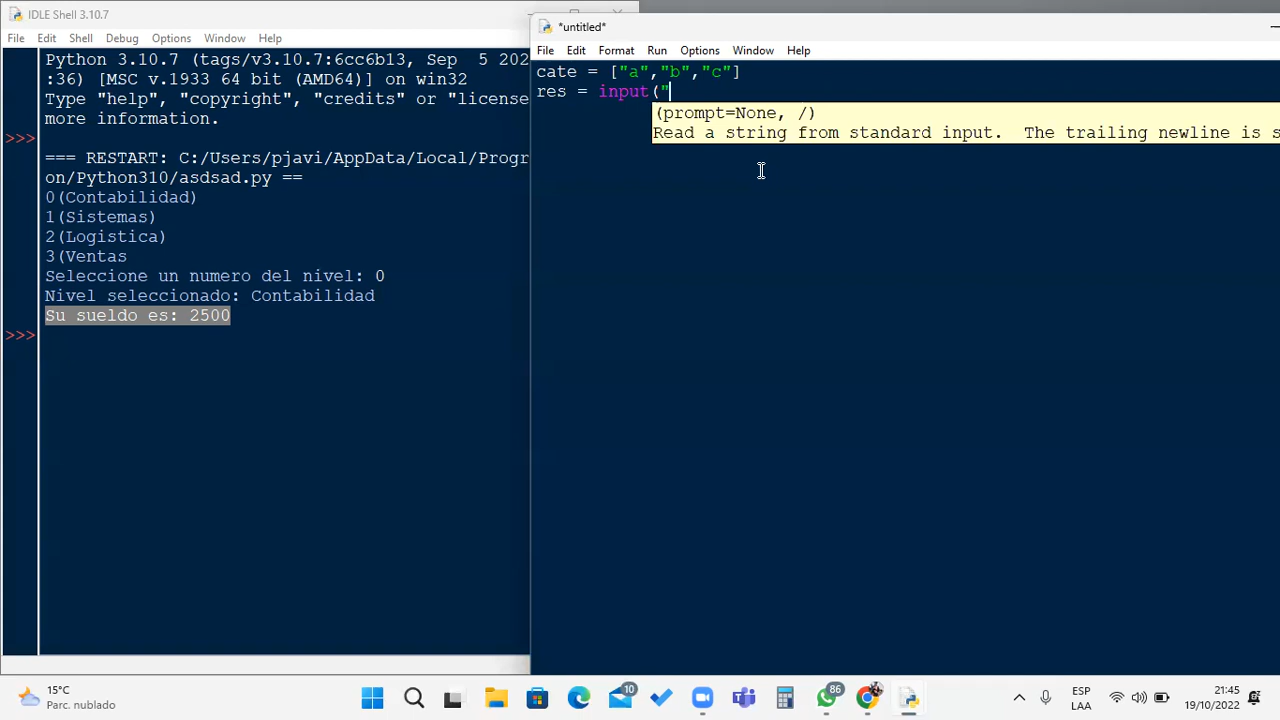 IDLE Shell 3.10.7
File Edit Shell Debug Options Window Help
Python 3.10.7 (tags/v3.10.7:6cc6b13, Sep 5 202
:36) [MSC v.1933 64 bit (AMD64)] on win32
Type "help", "copyright", "credits" or "license
more information.
>>>
=== RESTART: C:/Users/pjavi/AppData/Local/Progr
on/Python310/asdsad.py ==
0(Contabilidad)
1(Sistemas)
2(Logistica)
3(Ventas
Seleccione un numero del nivel: 0
Nivel seleccionado: Contabilidad
Su sueldo es: 2500
>>>
*untitled*
File Edit Format Run Options Window Help
cate = ["a","b","c"]
res = input("
(prompt=None, /)
Read a string from standard input. The trailing newline is s
15°C
Parc. nublado
10
86
ESP
LAA
21:45
19/10/2022